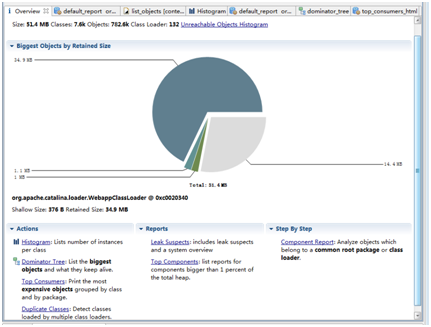 Overview default_report or... list_objects [conte... Histogram default_report or... dominator_tree top_consumers_html
Size: 51.4 MB Classes: 7.6k Objects: 782.6k Class Loader: 132 Unreachable Objects Histogram
Biggest Objects by Retained Size
34.9 MB
1.1 MB
1 MB
14.4 MB
Total: 51.4 MB
org.apache.catalina.loader.WebappClassLoader @ 0xc0020340
Shallow Size: 376 B Retained Size: 34.9 MB
Actions
Histogram: Lists number of instances
per class
Dominator Tree: List the biggest
objects and what they keep alive.
Top Consumers: Print the most
expensive objects grouped by class
and by package.
Duplicate Classes: Detect classes
loaded by multiple class loaders.
Reports
Leak Suspects: includes leak suspects
and a system overview
Top Components: list reports for
components bigger than 1 percent of
the total heap.
Step By Step
Component Report: Analyze objects which
belong to a common root package or class
loader.